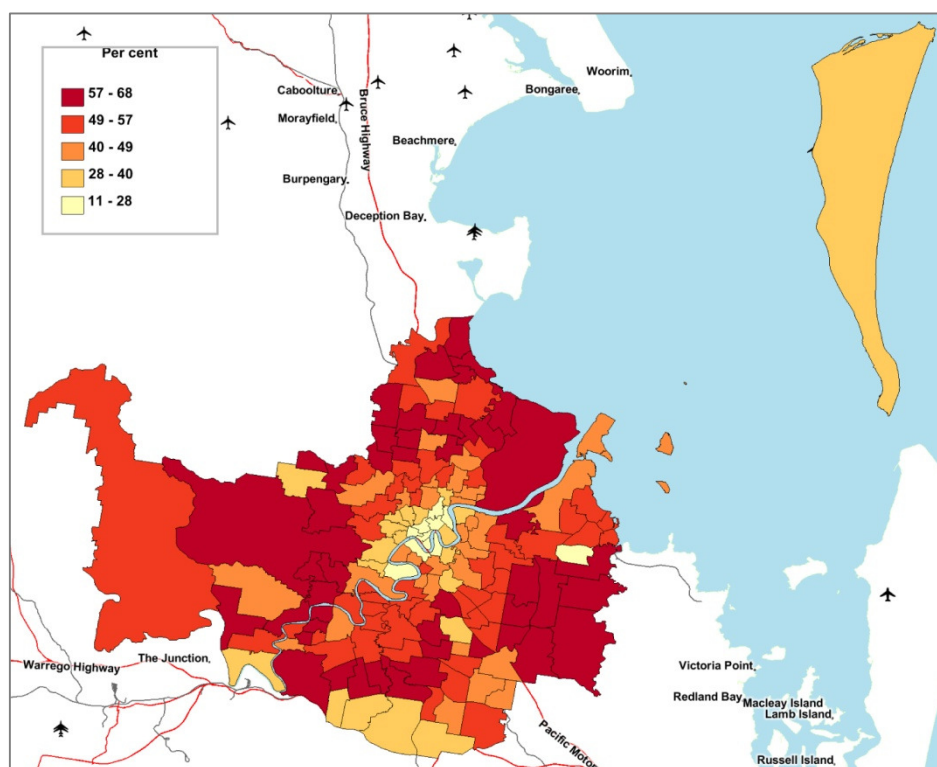 Per cent
57 - 68
49 - 57
40 - 49
28 - 40
11 - 28
Woorim
Bongaree
Caboolture
Morayfield
Bruce Highway
Beachmere
Burpengary
Deception Bay
Warrego Highway
The Junction
Victoria Point
Redland Bay
Macleay Island
Lamb Island
Pacific Motor
Russell Island